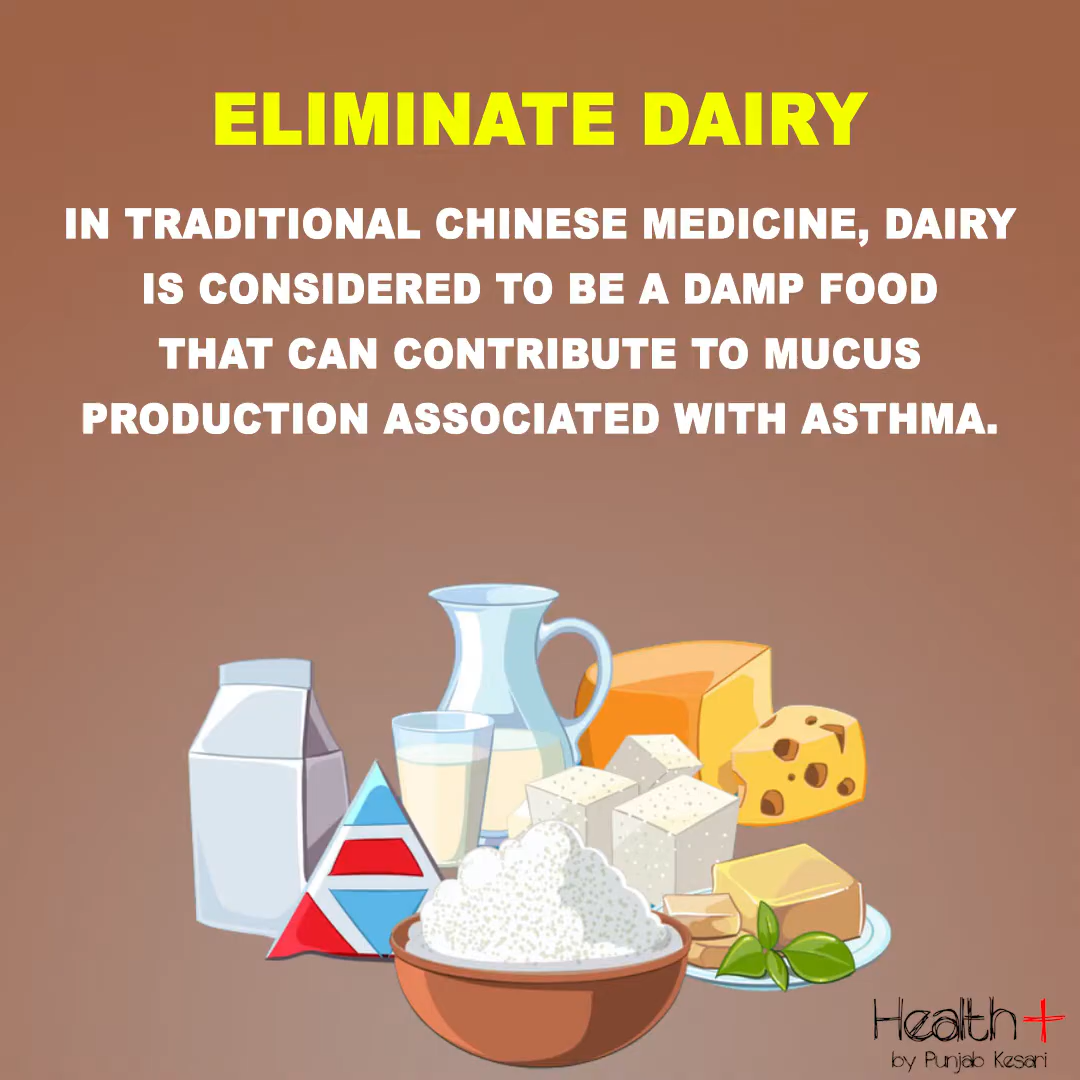 ELIMINATE DAIRY
IN TRADITIONAL CHINESE MEDICINE, DAIRY
IS CONSIDERED TO BE A DAMP FOOD
THAT CAN CONTRIBUTE TO MUCUS
PRODUCTION ASSOCIATED WITH ASTHMA.
Health+
by Punjab Kesari